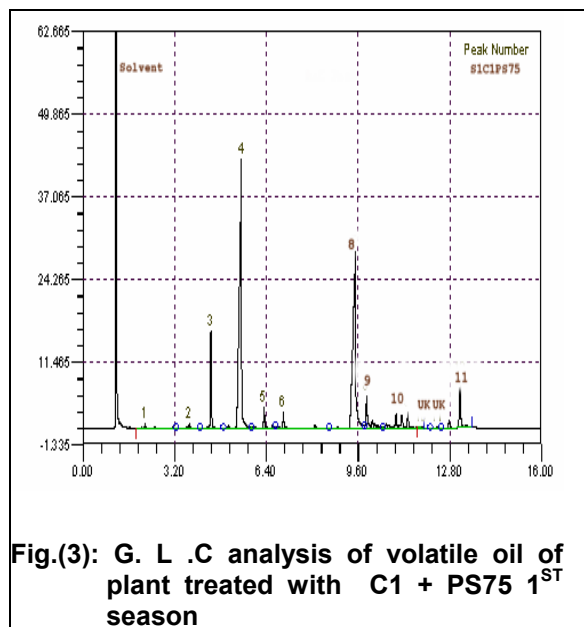 62.665
Peak Number
Solvent
S1C1PS75
49.865
4
37.065
8
24.265
3
11.465
9
11
5
6
10
1
2
UK UK
-1.335
0.00 3.20 6.40 9.60 12.80 16.00
Fig.(3): G. L .C analysis of volatile oil of
plant treated with C1 + PS75 1ST
season